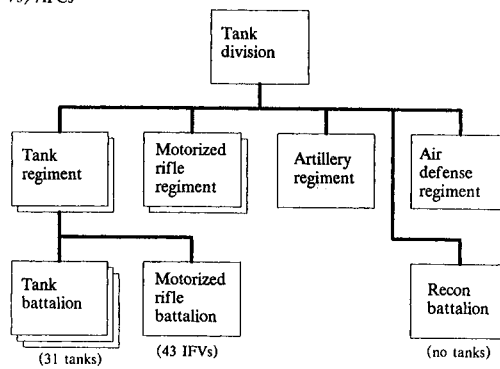 Tank
division
Tank
regiment
Motorized
rifle
regiment
Artillery
regiment
Air
defense
regiment
Tank
battalion
Motorized
rifle
battalion
Recon
battalion
(31 tanks)
(43 IFVs)
(no tanks)